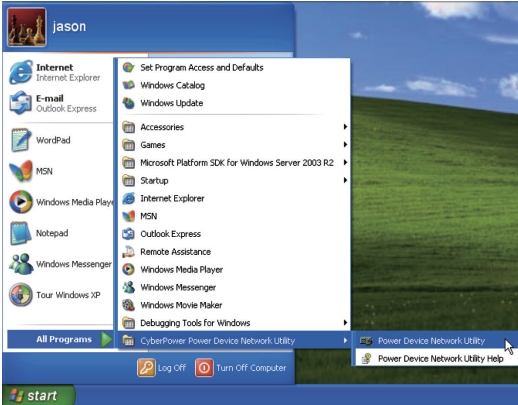 jason
Internet
Internet Explorer
E-mail
Outlook Express
WordPad
MSN
Windows Media Playe
Notepad
Windows Messenger
Tour Windows XP
All Programs
Set Program Access and Defaults
Windows Catalog
Windows Update
Accessories
Games
Microsoft Platform SDK for Windows Server 2003 R2
Startup
Internet Explorer
MSN
Outlook Express
Remote Assistance
Windows Media Player
Windows Messenger
Windows Movie Maker
Debugging Tools for Windows
CyberPower Power Device Network Utility
Power Device Network Utility
Power Device Network Utility Help
Log Off
Turn Off Computer
start